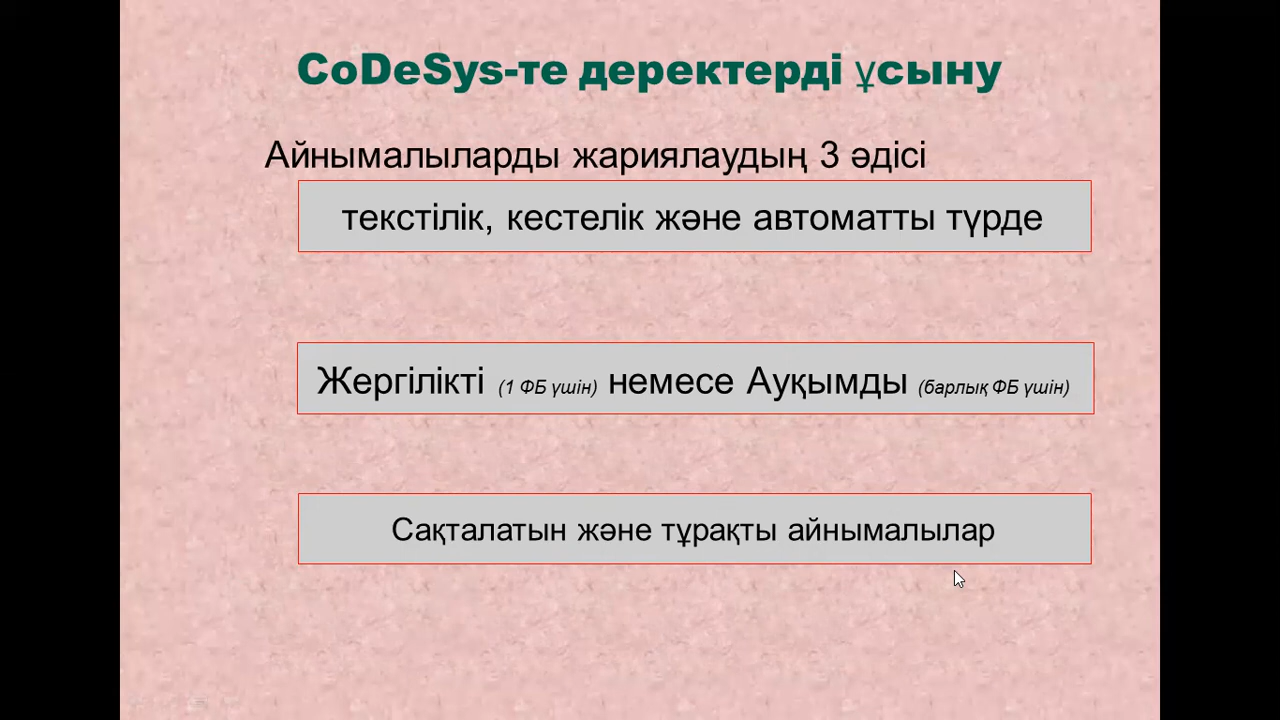 CoDeSys-те деректерді ұсыну
Айнымалыларды жариялаудың 3 әдісі
текстілік, кестелік және автоматты түрде
Жергілікті (1 ФБ үшін) немесе Ауқымды (барлық ФБ үшін)
Сақталатын және тұрақты айнымалылар